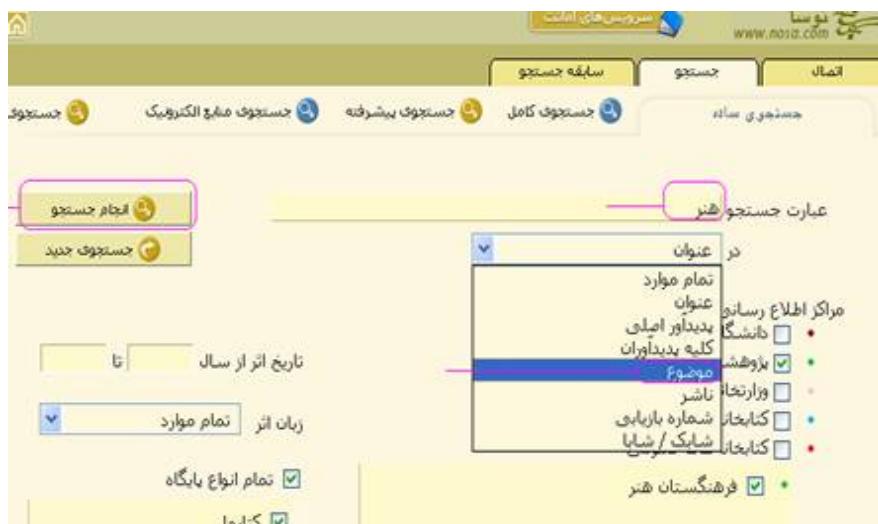 سرویس‌های امانت
نوسا
www.nosa.com
اتصال
جستجو
سابقه جستجو
جستجوی ساده
جستجوی کامل
جستجوی پیشرفته
جستجوی منابع الکترونیک
جستجوی
عبارت جستجو هنر
انجام جستجو
در عنوان
جستجوی جدید
تمام موارد
عنوان
پدیدآور اصلی
کلیه پدیدآوران
موضوع
ناشر
شماره بازیابی
شابک / شاپا
مراکز اطلاع رسانی
تاریخ اثر از سال
تا
زبان اثر
تمام موارد
تمام انواع پایگاه
فرهنگستان هنر